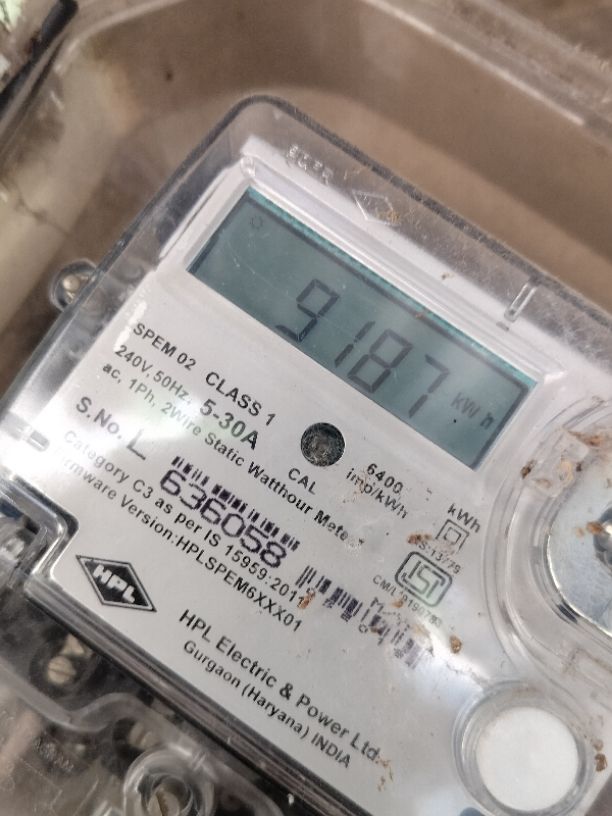 9187 kWh
SPEM 02 CLASS 1
240V, 50Hz, 5-30A
ac, 1Ph, 2Wire Static Watthour Meter
CAL
6400
imp/kWh
kWh
S.No. L 636058
Category C3 as per IS 15959:2011
Firmware Version:HPLSPEM6XXX01
HPL
HPL Electric & Power Ltd.
Gurgaon (Haryana) INDIA